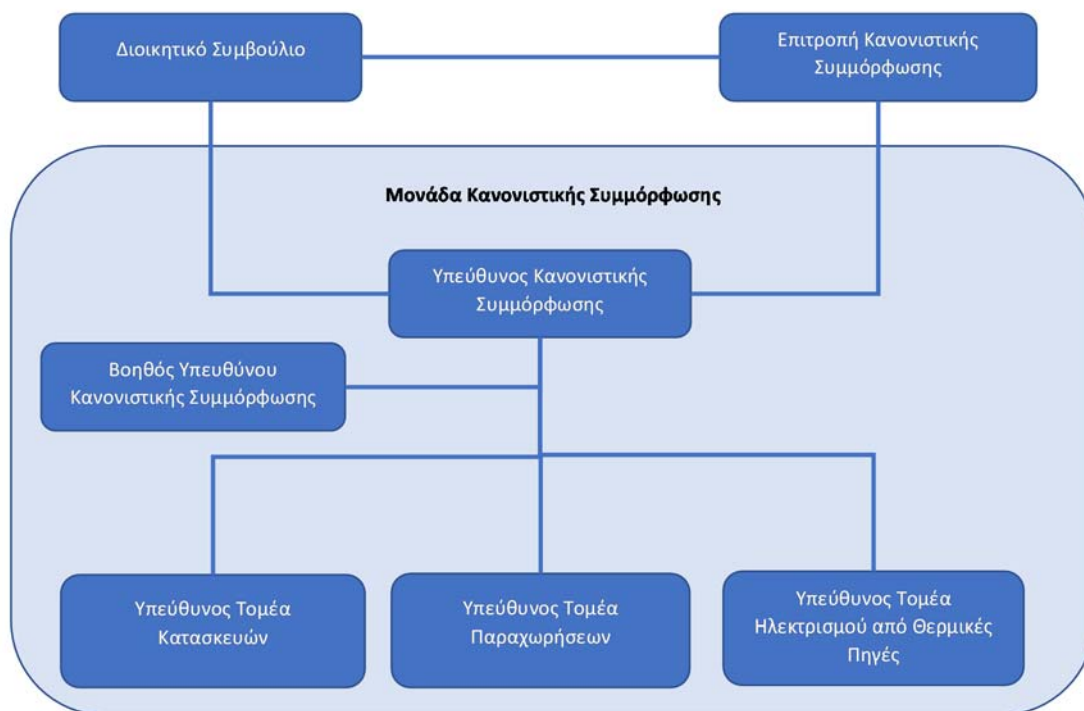 Διοικητικό Συμβούλιο
Επιτροπή Κανονιστικής
Συμμόρφωσης
Μονάδα Κανονιστικής Συμμόρφωσης
Υπεύθυνος Κανονιστικής
Συμμόρφωσης
Βοηθός Υπευθύνου
Κανονιστικής Συμμόρφωσης
Υπεύθυνος Τομέα
Κατασκευών
Υπεύθυνος Τομέα
Παραχωρήσεων
Υπεύθυνος Τομέα
Ηλεκτρισμού από Θερμικές
Πηγές